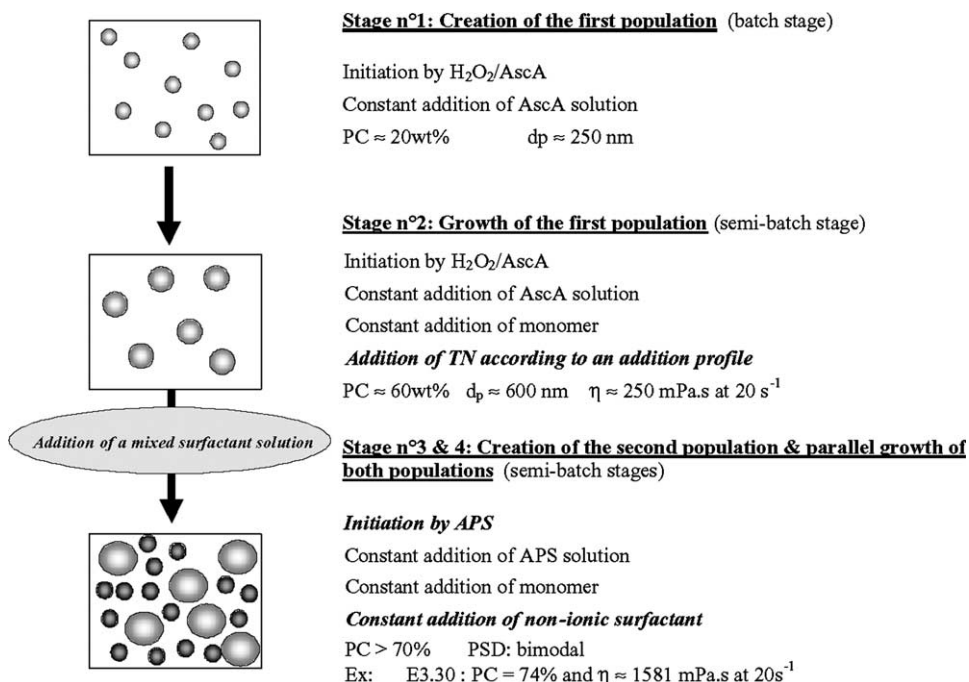 Stage n°1: Creation of the first population (batch stage)
Initiation by H₂O₂/AscA
Constant addition of AscA solution
PC ≈ 20wt% dp ≈ 250 nm
Stage n°2: Growth of the first population (semi-batch stage)
Initiation by H₂O₂/AscA
Constant addition of AscA solution
Constant addition of monomer
Addition of TN according to an addition profile
PC ≈ 60wt% dₚ ≈ 600 nm η ≈ 250 mPa.s at 20 s⁻¹
Addition of a mixed surfactant solution
Stage n°3 & 4: Creation of the second population & parallel growth of
both populations (semi-batch stages)
Initiation by APS
Constant addition of APS solution
Constant addition of monomer
Constant addition of non-ionic surfactant
PC > 70% PSD: bimodal
Ex: E3.30 : PC = 74% and η ≈ 1581 mPa.s at 20s⁻¹